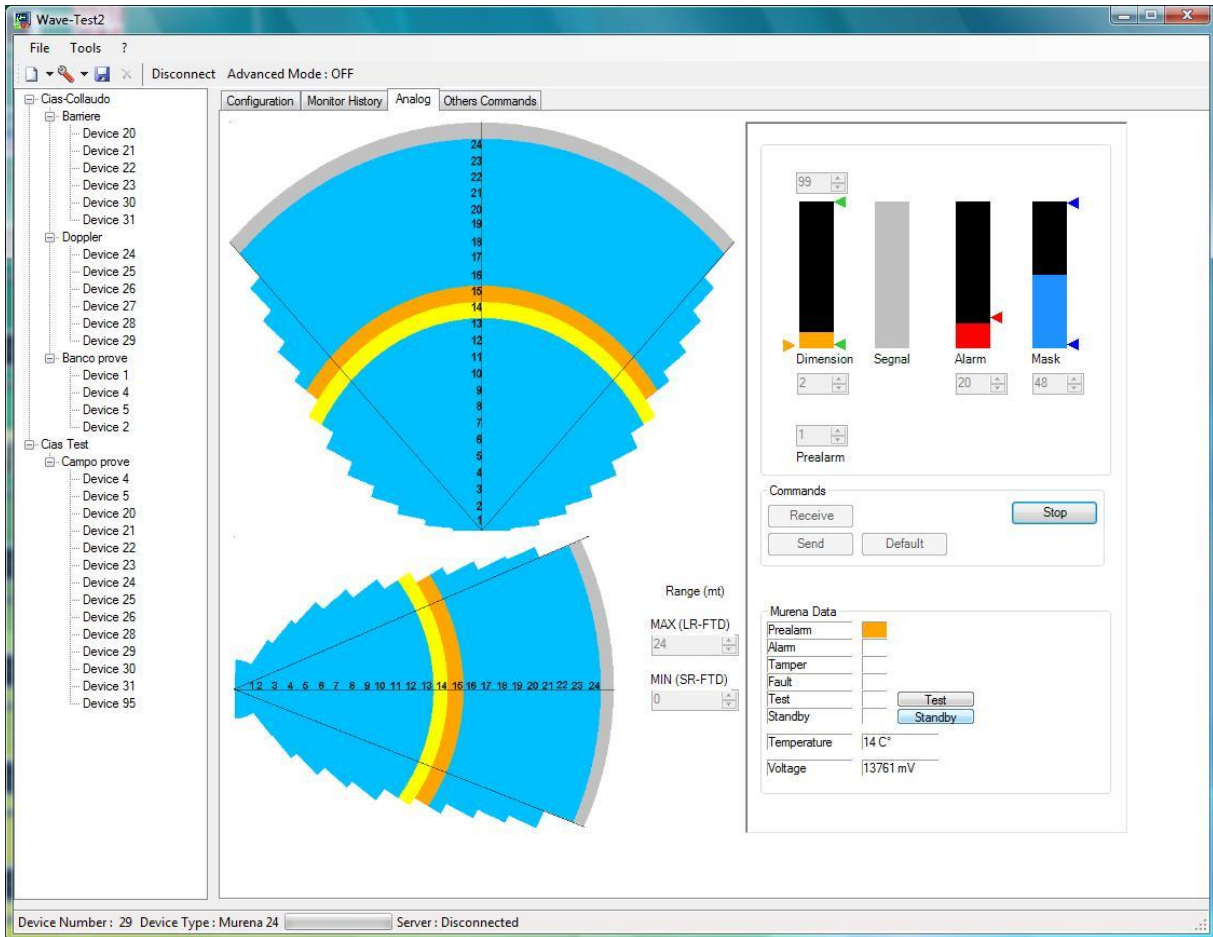 Wave-Test2
File Tools ?
Disconnect Advanced Mode : OFF
Cias-Collaudo
Barriere
Device 20
Device 21
Device 22
Device 23
Device 30
Device 31
Doppler
Device 24
Device 25
Device 26
Device 27
Device 28
Device 29
Banco prove
Device 1
Device 4
Device 5
Device 2
Cias Test
Campo prove
Device 4
Device 5
Device 20
Device 21
Device 22
Device 23
Device 24
Device 25
Device 26
Device 28
Device 29
Device 30
Device 31
Device 95
Configuration Monitor History Analog Others Commands
24
23
22
21
20
19
18
17
16
15
14
13
12
11
10
9
8
7
6
5
4
3
2
1
1 2 3 4 5 6 7 8 9 10 11 12 13 14 15 16 17 18 19 20 21 22 23 24
Range (mt)
MAX (LR-FTD)
24
MIN (SR-FTD)
0
99
Dimension Segnal Alarm Mask
2 20 48
1
Prealarm
Commands
Receive Stop
Send Default
Murena Data
Prealarm
Alarm
Tamper
Fault
Test Test
Standby Standby
Temperature 14 C°
Voltage 13761 mV
Device Number : 29 Device Type : Murena 24 Server : Disconnected